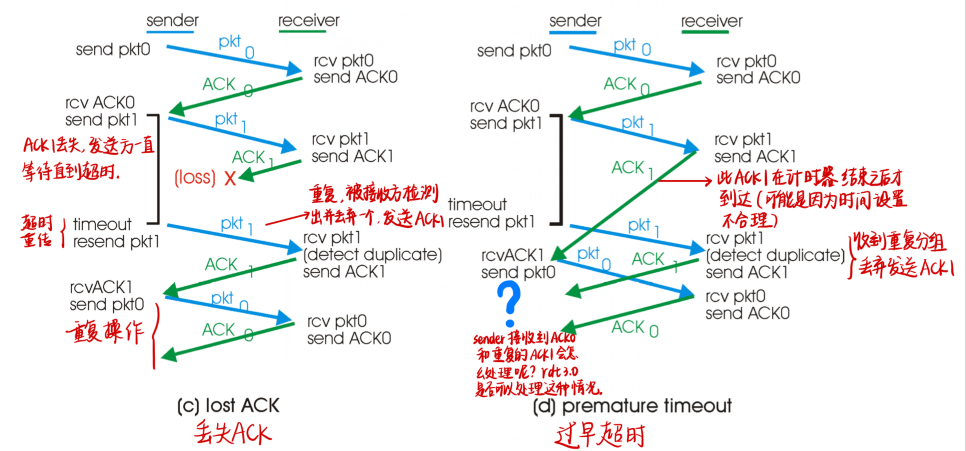 sender
receiver
send pkt0
pkt 0
rcv pkt0
send ACK0
ACK 0
rcv ACK0
send pkt1
ACK1丢失,发送方一直
等待直到超时.
pkt 1
rcv pkt1
send ACK1
ACK 1
(loss) X
重复,被接收方检测
出并丢弃一个,发送ACK1
超时
重传
timeout
resend pkt1
pkt 1
rcv pkt1
(detect duplicate)
send ACK1
ACK 1
rcvACK1
send pkt0
重复操作
pkt 0
rcv pkt0
send ACK0
ACK 0
(c) lost ACK
丢失ACK
sender
receiver
send pkt0
pkt 0
rcv pkt0
send ACK0
ACK 0
rcv ACK0
send pkt1
pkt 1
rcv pkt1
send ACK1
ACK 1
此ACK1在计时器结束之后才
到达(可能是因为时间设置
不合理)
timeout
resend pkt1
pkt 1
rcv pkt1
(detect duplicate)
send ACK1
收到重复分组
丢弃发送ACK1
rcvACK1
send pkt0
pkt 0
ACK 1
rcv pkt0
send ACK0
ACK 0
?
sender接收到ACK0
和重复的ACK1会怎
么处理呢? rdt3.0
是否可以处理这种情况.
(d) premature timeout
过早超时